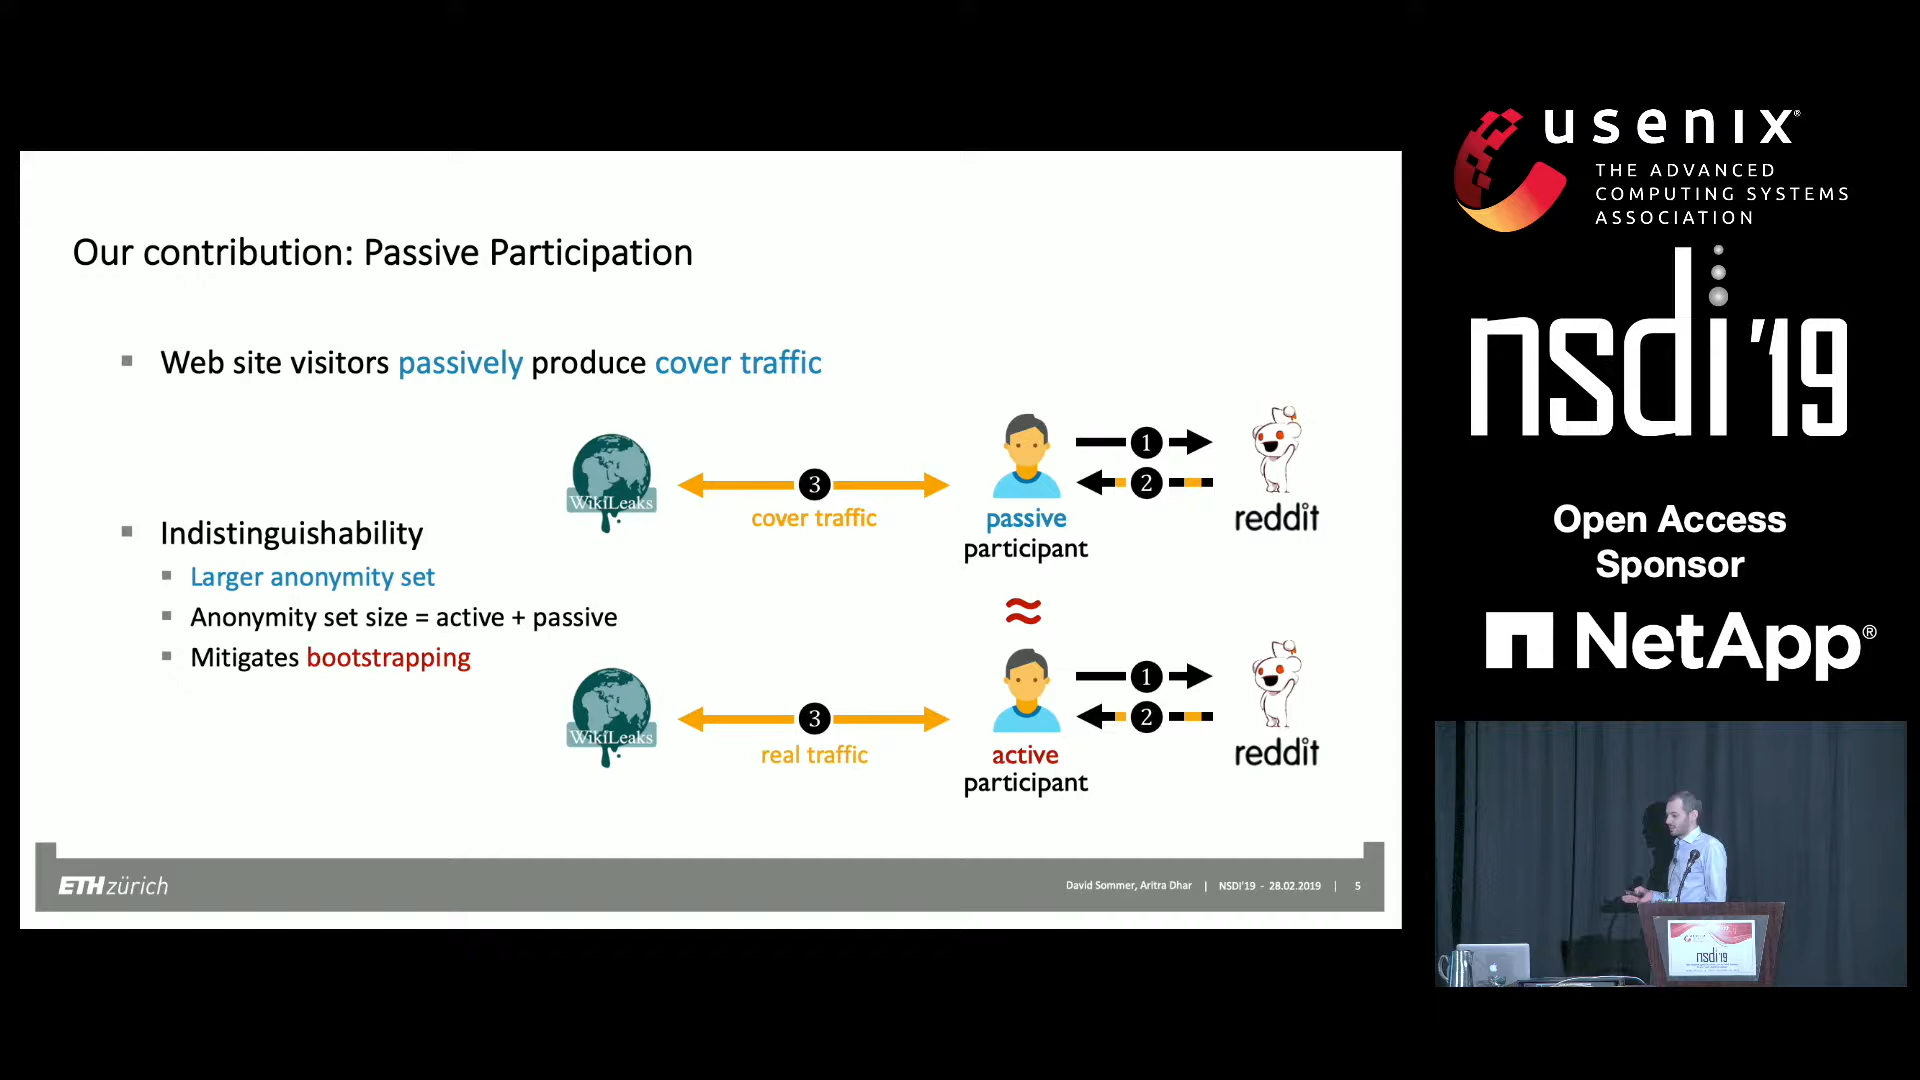 Our contribution: Passive Participation
Web site visitors passively produce cover traffic
WikiLeaks
3
cover traffic
passive
participant
1
2
reddit
Indistinguishability
Larger anonymity set
Anonymity set size = active + passive
Mitigates bootstrapping
≈
WikiLeaks
3
real traffic
active
participant
1
2
reddit
ETH zürich
David Sommer, Aritra Dhar | NSDI'19 - 28.02.2019 | 5
usenix®
THE ADVANCED
COMPUTING SYSTEMS
ASSOCIATION
nsdi '19
Open Access
Sponsor
NetApp®
usenix
nsdi'19